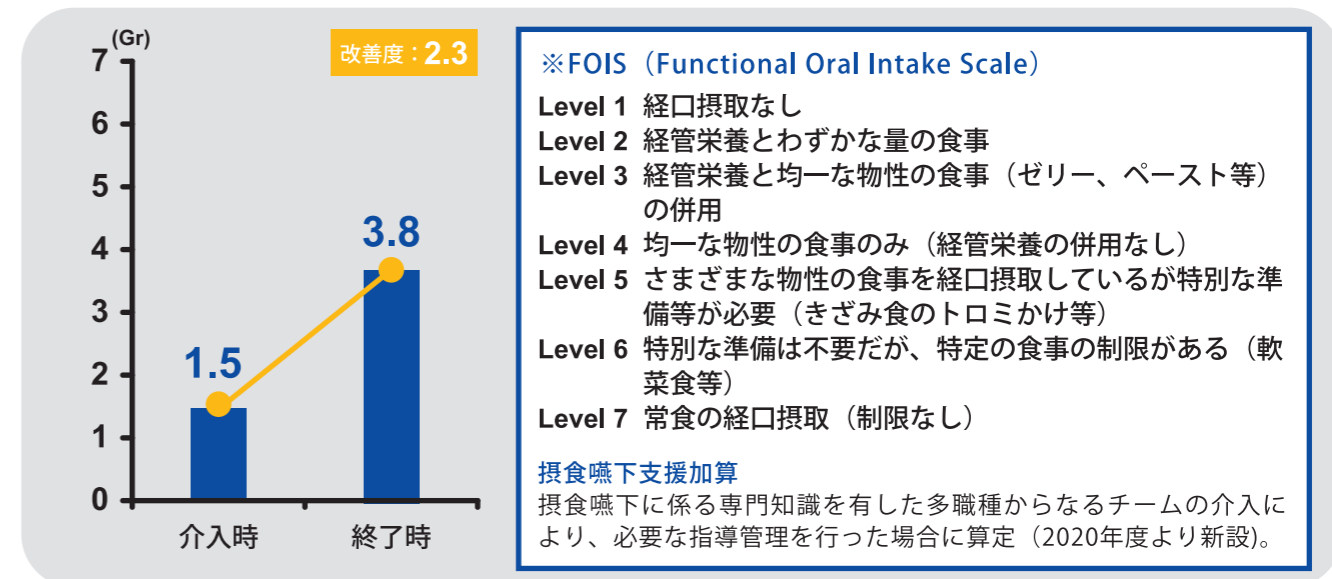 (Gr)
7
6
5
4
3
2
1
0
改善度：2.3
1.5
3.8
介入時
終了時
※FOIS（Functional Oral Intake Scale）
Level 1 経口摂取なし
Level 2 経管栄養とわずかな量の食事
Level 3 経管栄養と均一な物性の食事（ゼリー、ペースト等）
の併用
Level 4 均一な物性の食事のみ（経管栄養の併用なし）
Level 5 さまざまな物性の食事を経口摂取しているが特別な準
備等が必要（きざみ食のトロミかけ等）
Level 6 特別な準備は不要だが、特定の食事の制限がある（軟
菜食等）
Level 7 常食の経口摂取（制限なし）
摂食嚥下支援加算
摂食嚥下に係る専門知識を有した多職種からなるチームの介入に
より、必要な指導管理を行った場合に算定（2020年度より新設)。